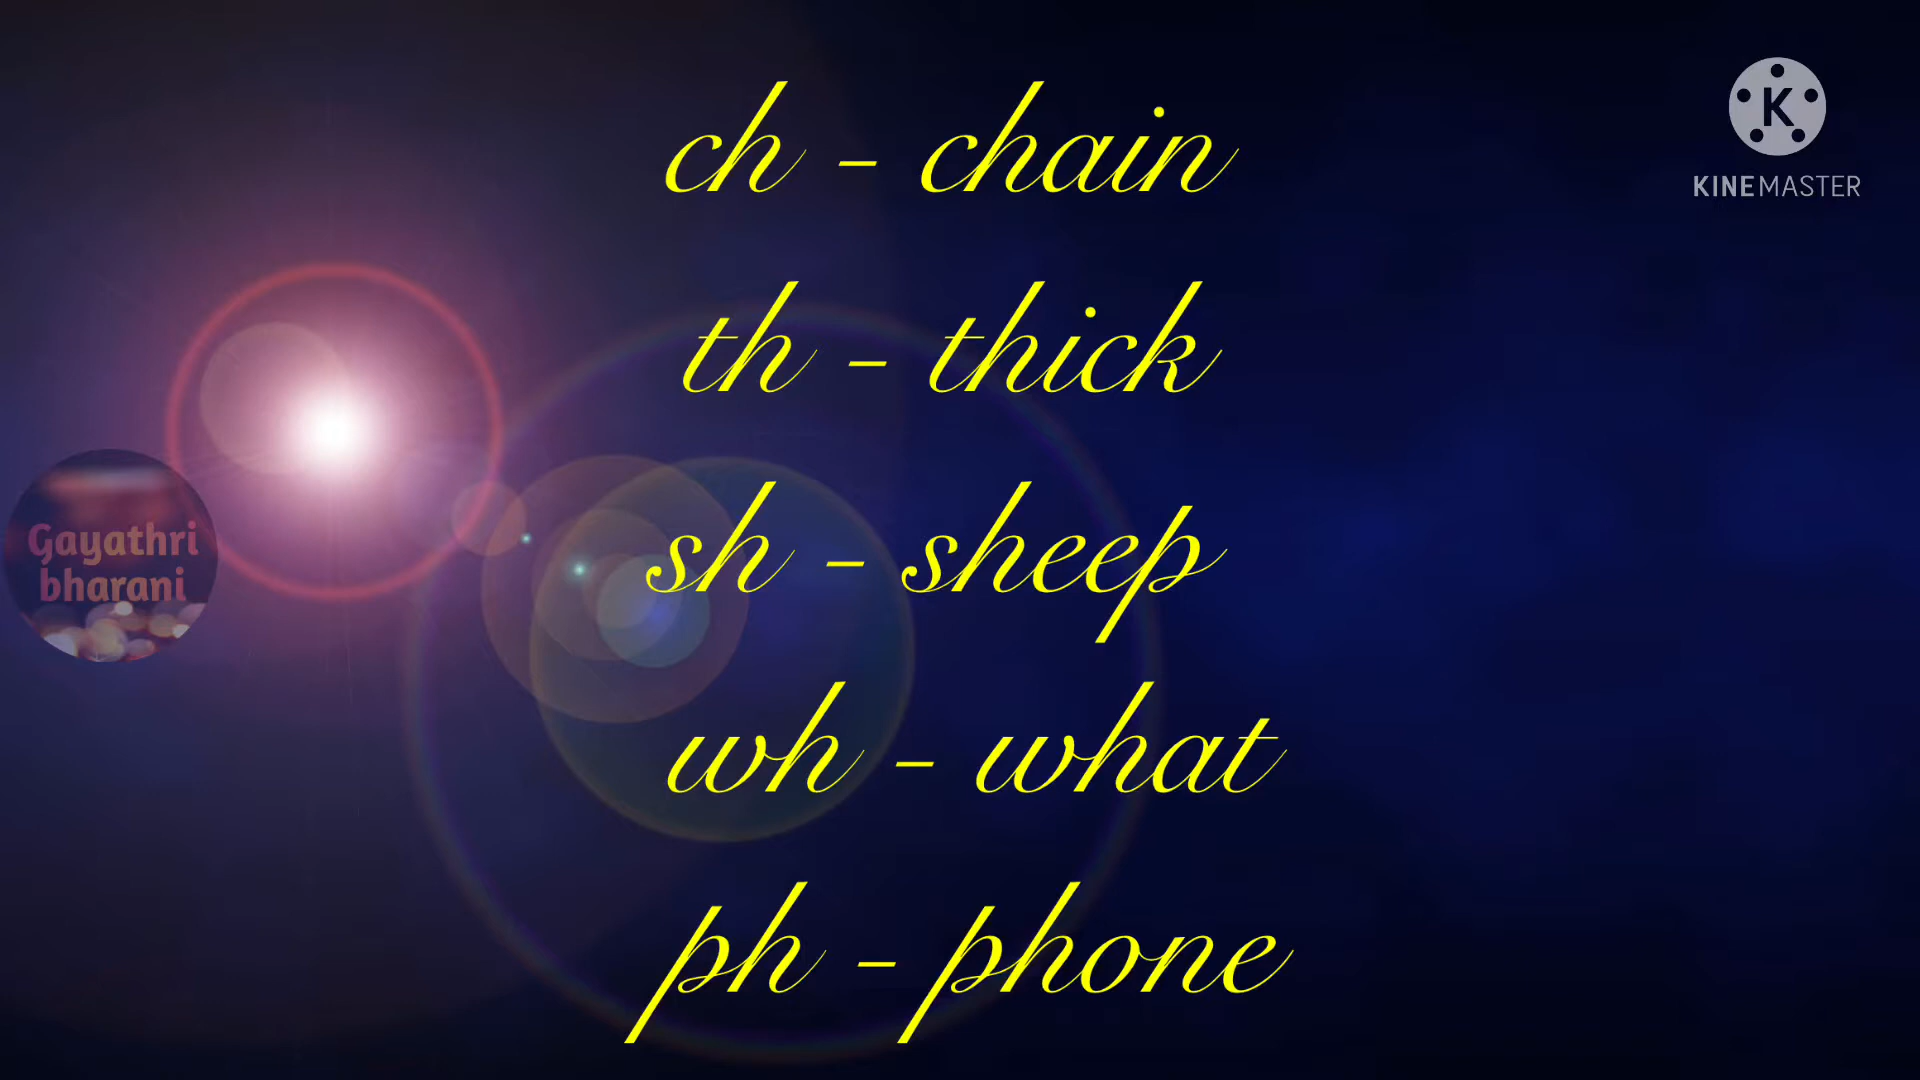 ch - chain
th - thick
sh - sheep
wh - what
ph - phone
K
KINEMASTER
Gayathri
bharani